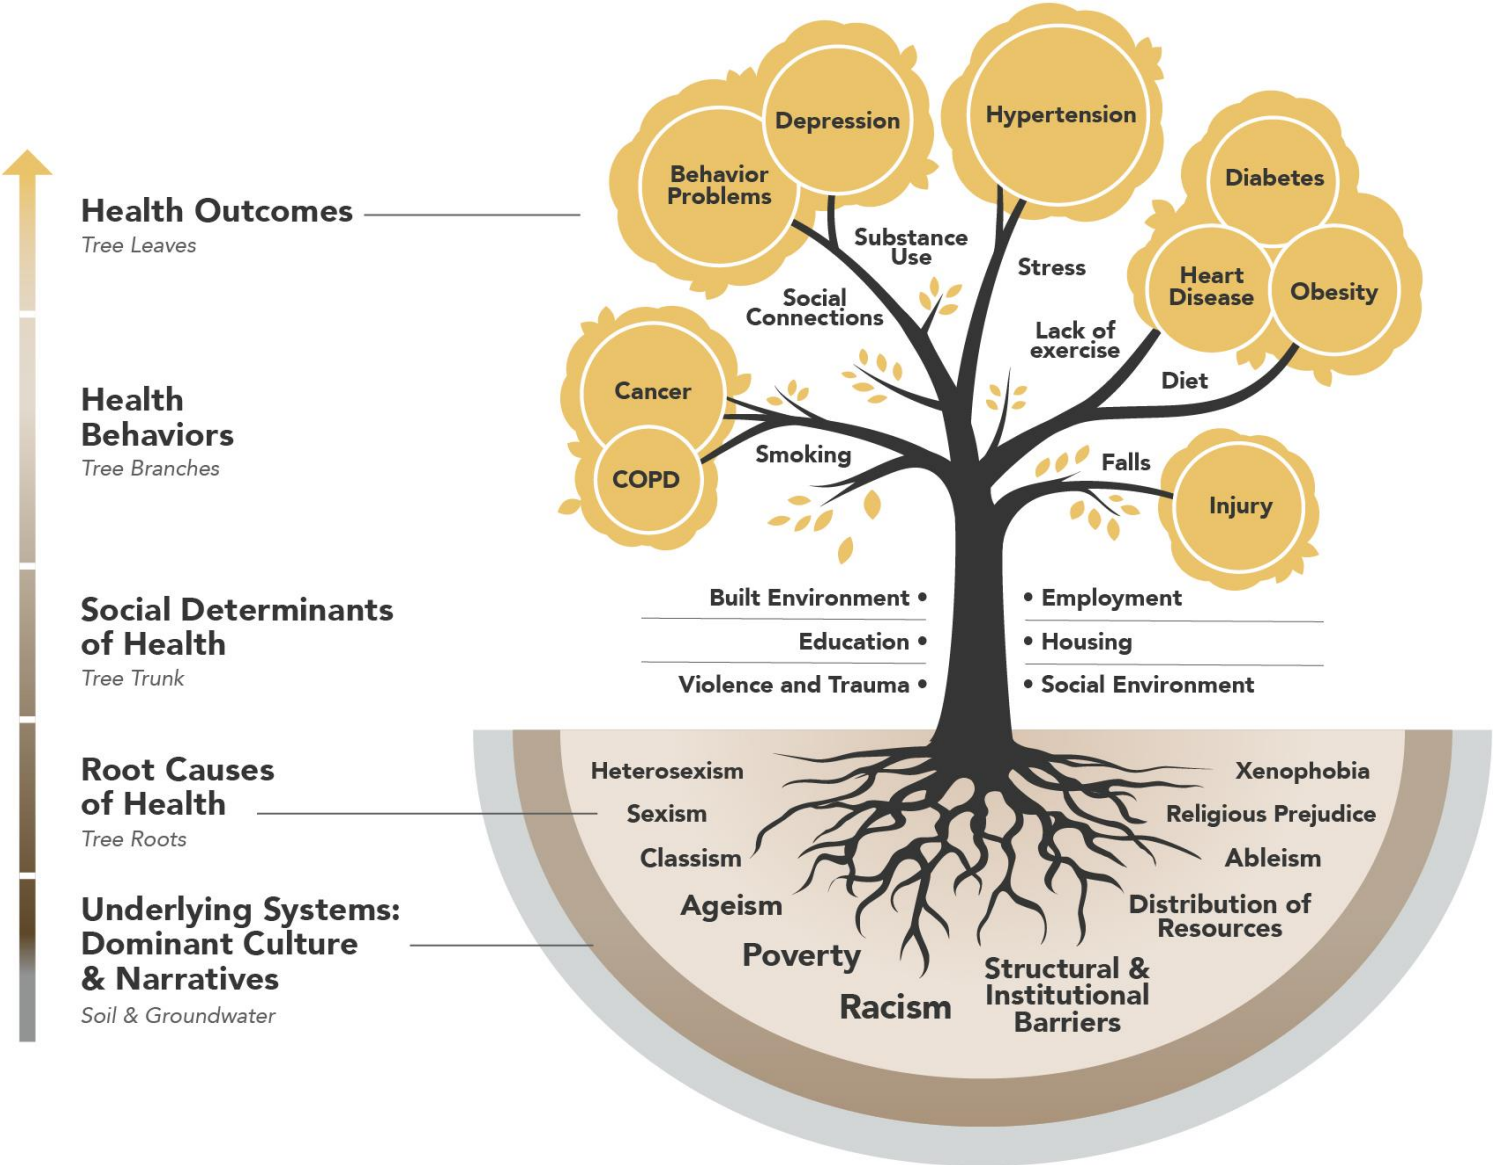 Health Outcomes
Tree Leaves
Health
Behaviors
Tree Branches
Social Determinants
of Health
Tree Trunk
Root Causes
of Health
Tree Roots
Underlying Systems:
Dominant Culture
& Narratives
Soil & Groundwater
Depression
Behavior
Problems
Hypertension
Diabetes
Heart
Disease
Obesity
Cancer
COPD
Injury
Substance
Use
Social
Connections
Stress
Lack of
exercise
Diet
Smoking
Falls
Built Environment •
Education •
Violence and Trauma •
• Employment
• Housing
• Social Environment
Heterosexism
Sexism
Classism
Ageism
Poverty
Racism
Structural &
Institutional
Barriers
Distribution of
Resources
Ableism
Religious Prejudice
Xenophobia